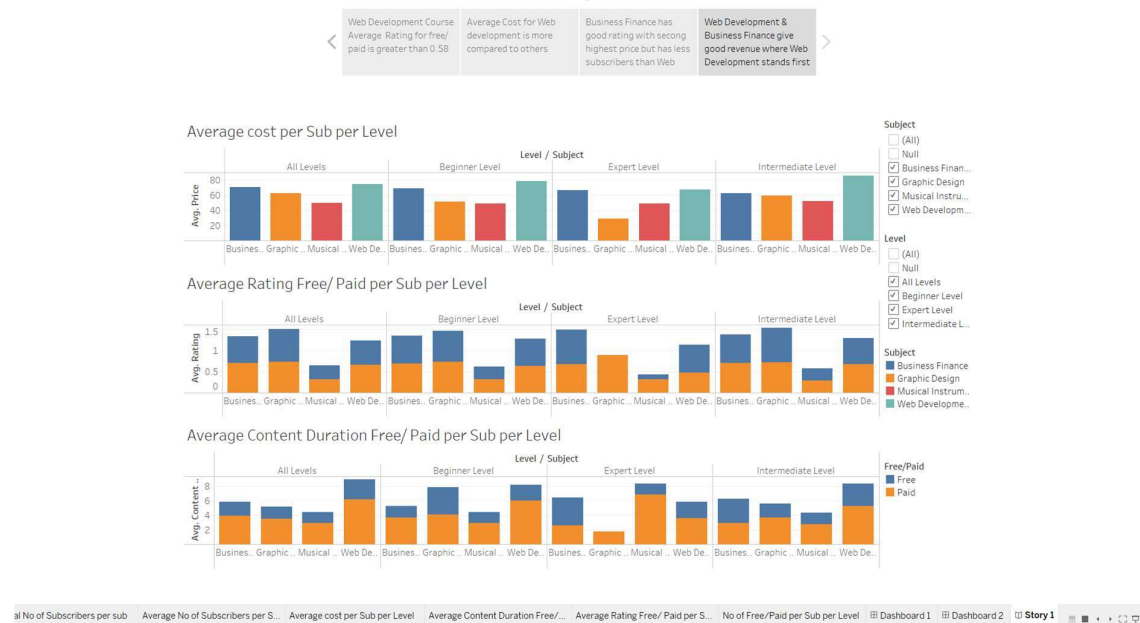 Web Development Course
Average Rating for free/
paid is greater than 0.58
Average Cost for Web
development is more
compared to others
Business Finance has
good rating with secong
highest price but has less
subscribers than Web
Web Development &
Business Finance give
good revenue where Web
Development stands first
Average cost per Sub per Level
Level / Subject
All Levels Beginner Level Expert Level Intermediate Level
Avg. Price
80
60
40
20
Busines.. Graphic .. Musical .. Web De.. Busines.. Graphic .. Musical .. Web De.. Busines.. Graphic .. Musical .. Web De.. Busines.. Graphic .. Musical .. Web De..
Average Rating Free/ Paid per Sub per Level
Level / Subject
All Levels Beginner Level Expert Level Intermediate Level
Avg. Rating
1.5
1
0.5
0
Busines.. Graphic .. Musical .. Web De.. Busines.. Graphic .. Musical .. Web De.. Busines.. Graphic .. Musical .. Web De.. Busines.. Graphic .. Musical .. Web De..
Average Content Duration Free/ Paid per Sub per Level
Level / Subject
All Levels Beginner Level Expert Level Intermediate Level
Avg. Content ..
8
6
4
2
Busines.. Graphic .. Musical .. Web De.. Busines.. Graphic .. Musical .. Web De.. Busines.. Graphic .. Musical .. Web De.. Busines.. Graphic .. Musical .. Web De..
Subject
(All)
Null
Business Finan...
Graphic Design
Musical Instru...
Web Developm...
Level
(All)
Null
All Levels
Beginner Level
Expert Level
Intermediate L...
Subject
Business Finance
Graphic Design
Musical Instrum..
Web Developme..
Free/Paid
Free
Paid
al No of Subscribers per sub Average No of Subscribers per S... Average cost per Sub per Level Average Content Duration Free/... Average Rating Free/ Paid per S... No of Free/Paid per Sub per Level Dashboard 1 Dashboard 2 Story 1